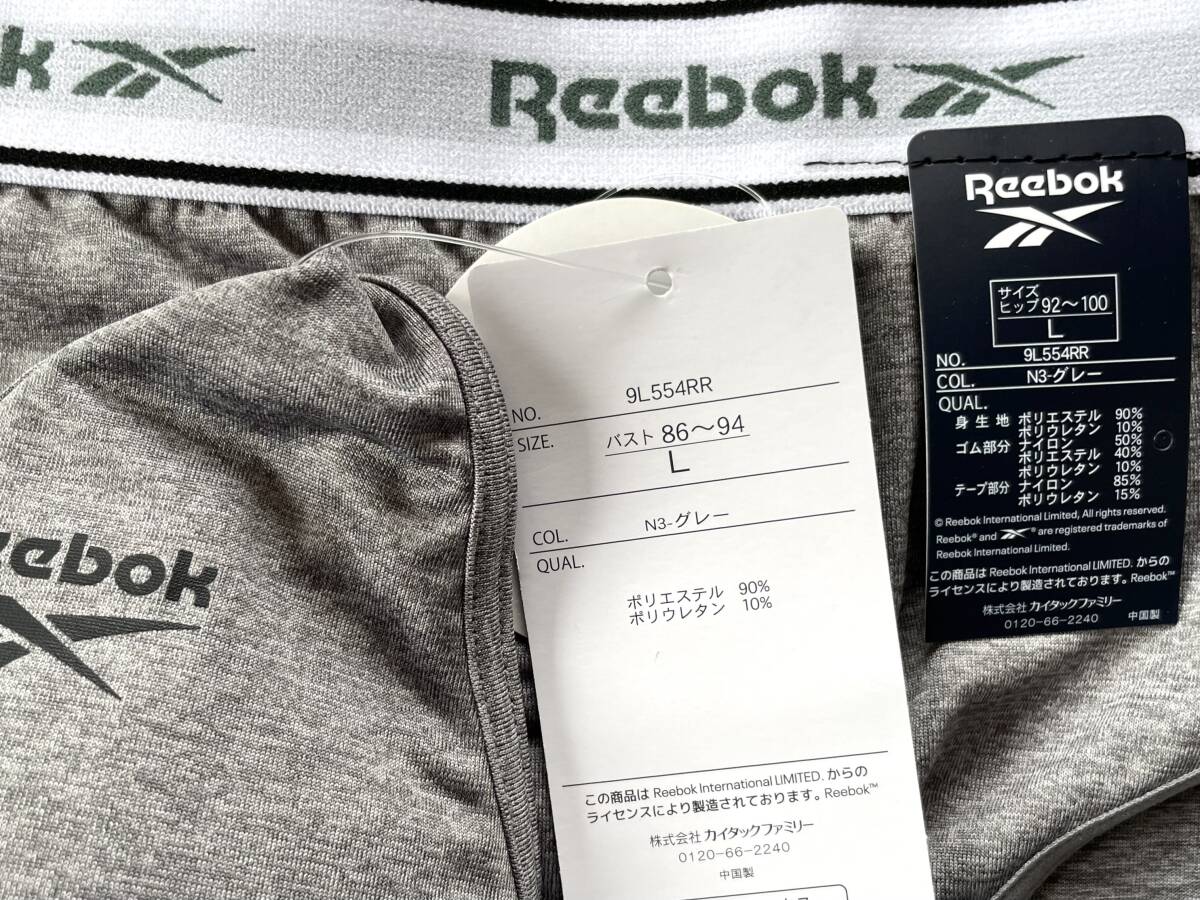 Reebok
NO. 9L554RR
SIZE. バスト 86〜94
L
COL. N3-グレー
QUAL.
ポリエステル 90%
ポリウレタン 10%
この商品は Reebok International LIMITED. からの
ライセンスにより製造されております。Reebok™
株式会社 カイタックファミリー
0120-66-2240
中国製
Reebok
サイズ
ヒップ 92〜100
L
NO. 9L554RR
COL. N3-グレー
QUAL.
身生地 ポリエステル 90%
ポリウレタン 10%
ゴム部分 ナイロン 50%
ポリエステル 40%
ポリウレタン 10%
テープ部分 ナイロン 85%
ポリウレタン 15%
© Reebok International Limited, All rights reserved.
Reebok® and ® are registered trademarks of
Reebok International Limited.
この商品は Reebok International LIMITED. からの
ライセンスにより製造されております。Reebok™
株式会社 カイタックファミリー
0120-66-2240 中国製